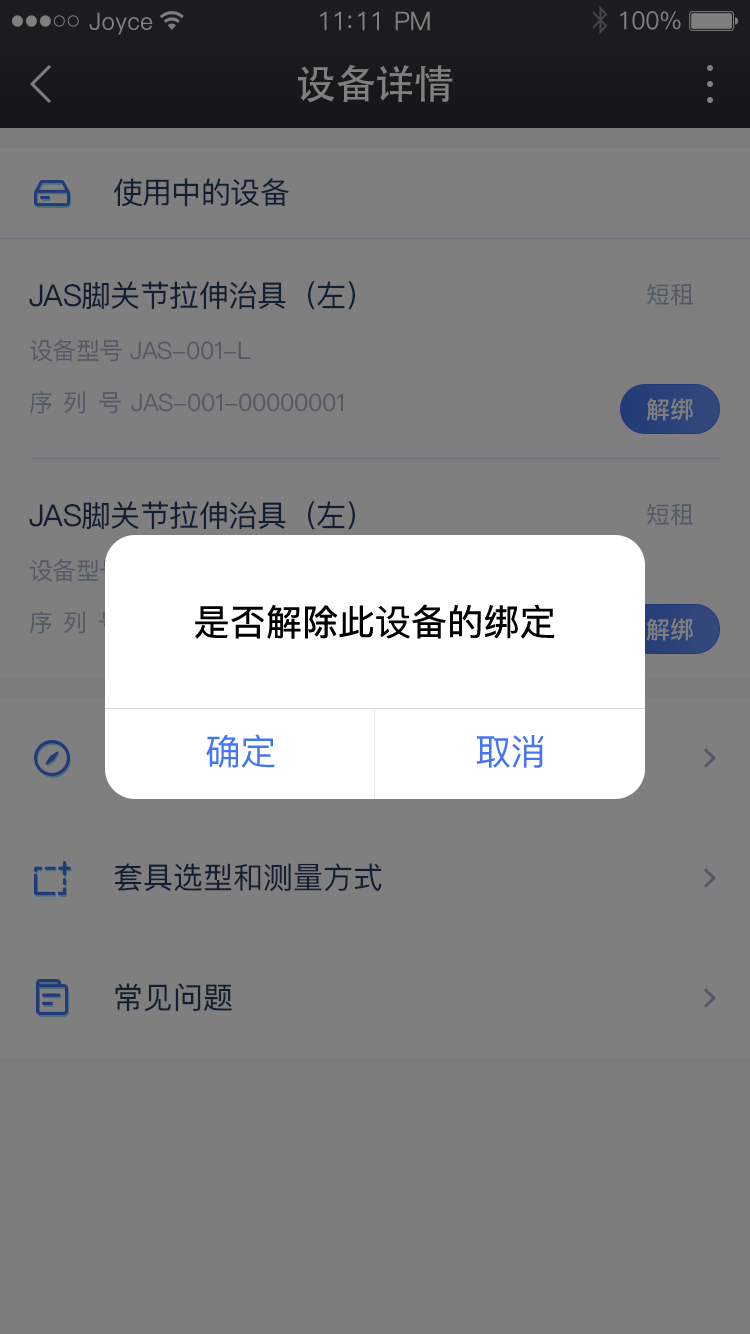 Joyce 11:11 PM 100%
设备详情
使用中的设备
JAS脚关节拉伸治具（左） 短租
设备型号 JAS-001-L
序列号 JAS-001-00000001
解绑
JAS脚关节拉伸治具（左） 短租
设备型
序列
解绑
是否解除此设备的绑定
确定 取消
套具选型和测量方式
常见问题